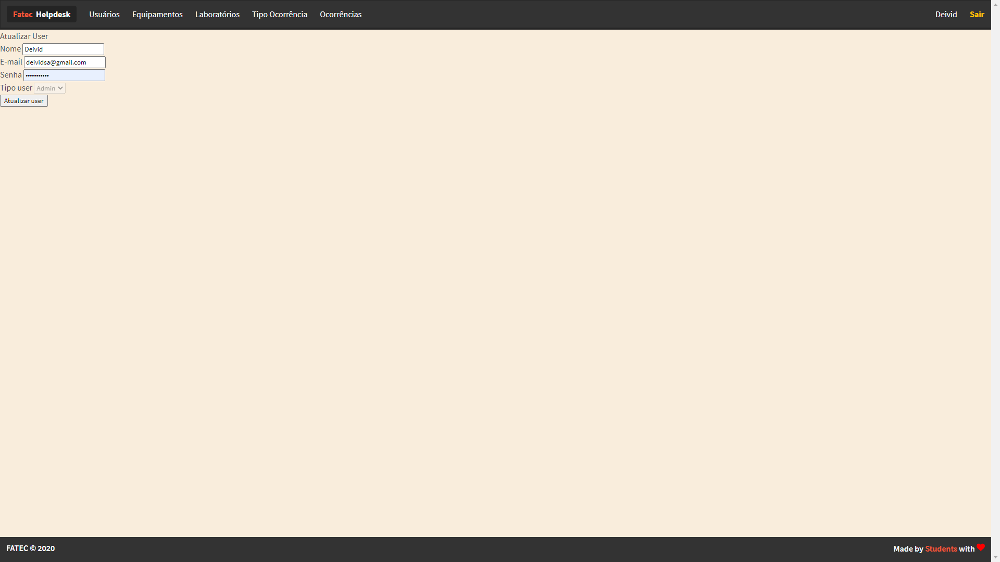 Fatec Helpdesk Usuários Equipamentos Laboratórios Tipo Ocorrência Ocorrências Deivid Sair
Atualizar User
Nome Deivid
E-mail deividsa@gmail.com
Senha •••••••••••
Tipo user Admin
Atualizar user
FATEC © 2020 Made by Students with ❤